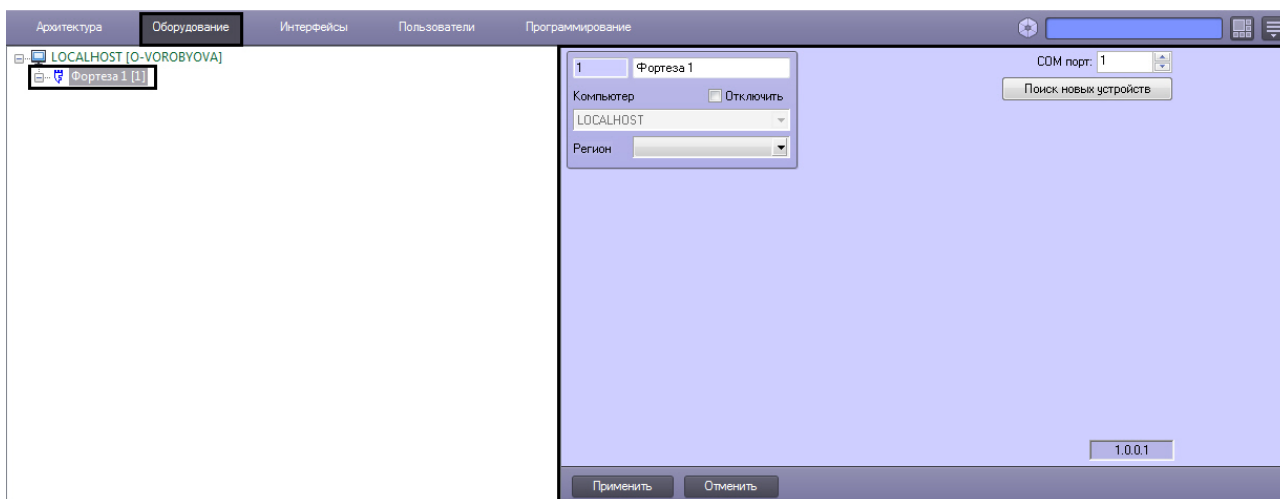 Архитектура Оборудование Интерфейсы Пользователи Программирование
LOCALHOST [O-VOROBYOVA]
Фортеза 1 [1]
1 Фортеза 1
Компьютер Отключить
LOCALHOST
Регион
COM порт: 1
Поиск новых устройств
1.0.0.1
Применить Отменить